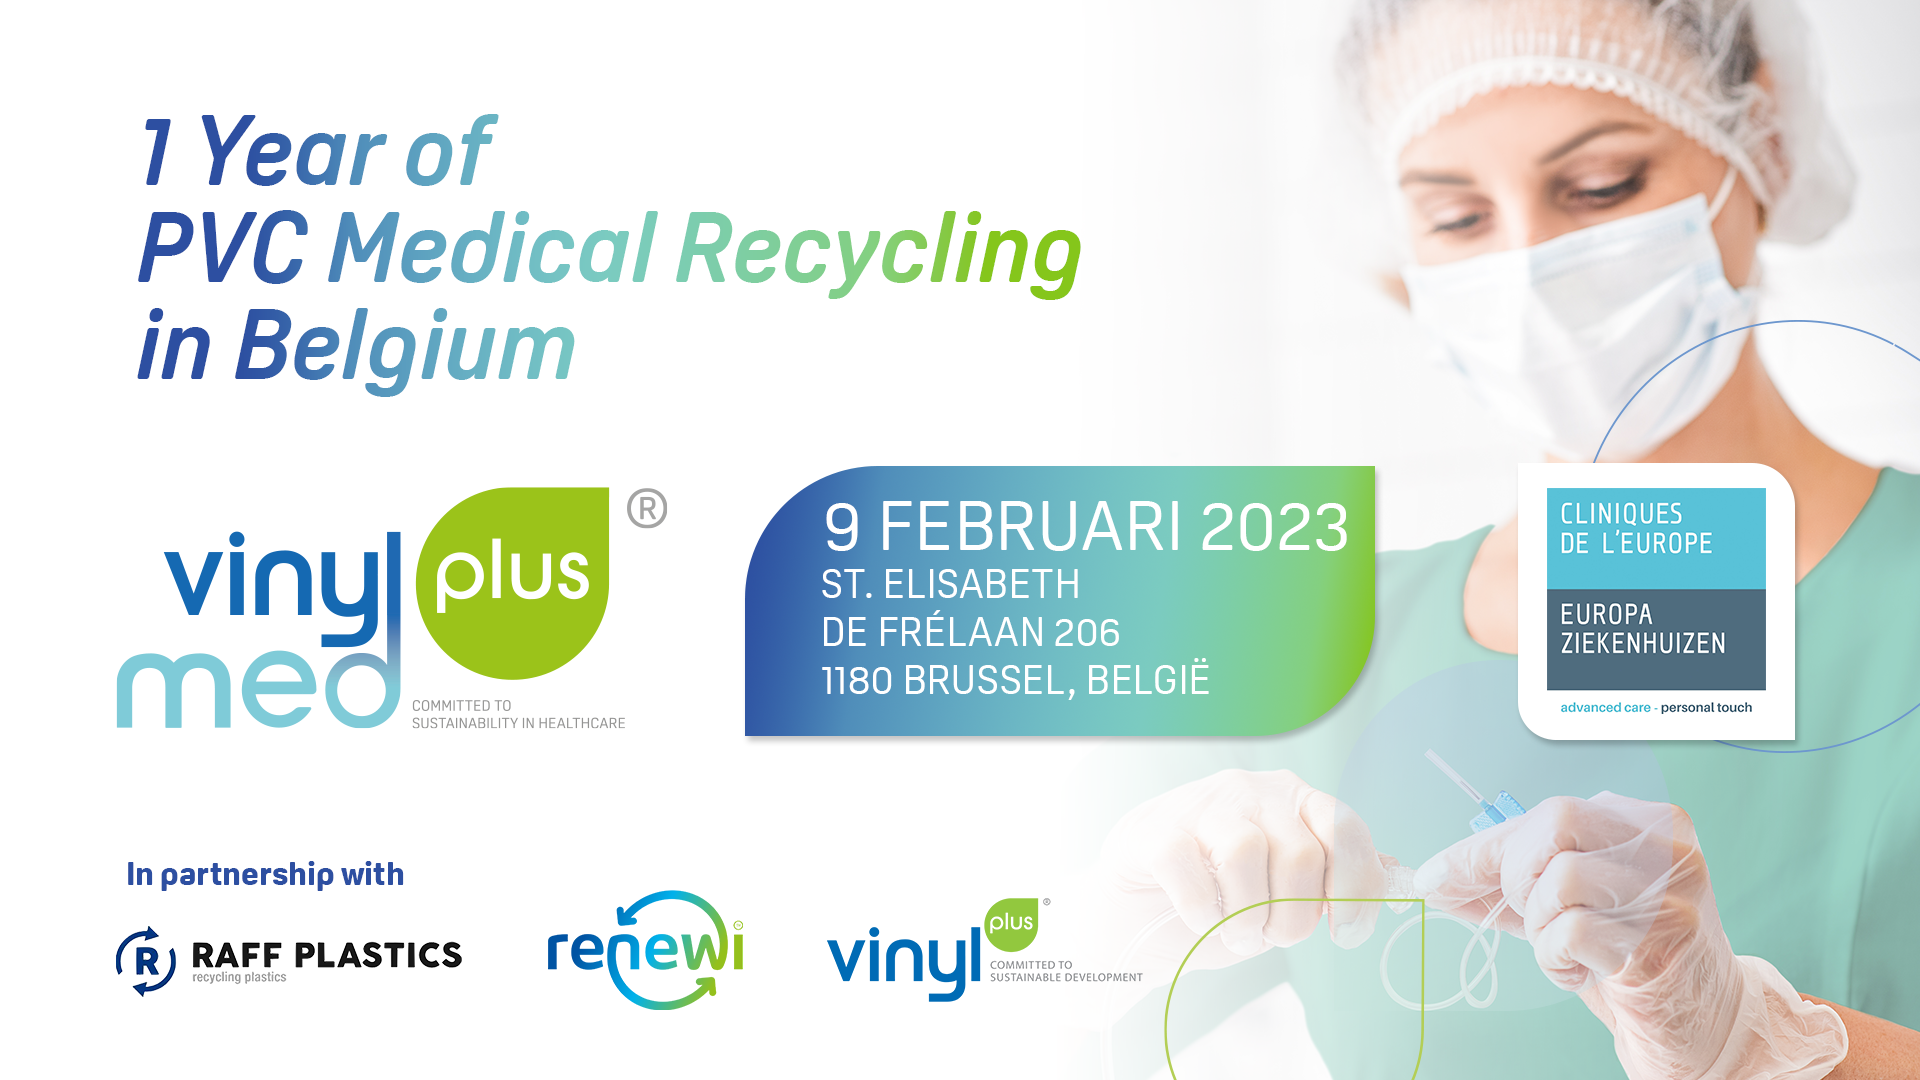 1 Year of
PVC Medical Recycling
in Belgium
vinyl plus ®
med
COMMITTED TO
SUSTAINABILITY IN HEALTHCARE
9 FEBRUARI 2023
ST. ELISABETH
DE FRÉLAAN 206
1180 BRUSSEL, BELGIË
CLINIQUES
DE L'EUROPE
EUROPA
ZIEKENHUIZEN
advanced care - personal touch
In partnership with
R RAFF PLASTICS
recycling plastics
renewi
vinyl plus ®
COMMITTED TO
SUSTAINABLE DEVELOPMENT